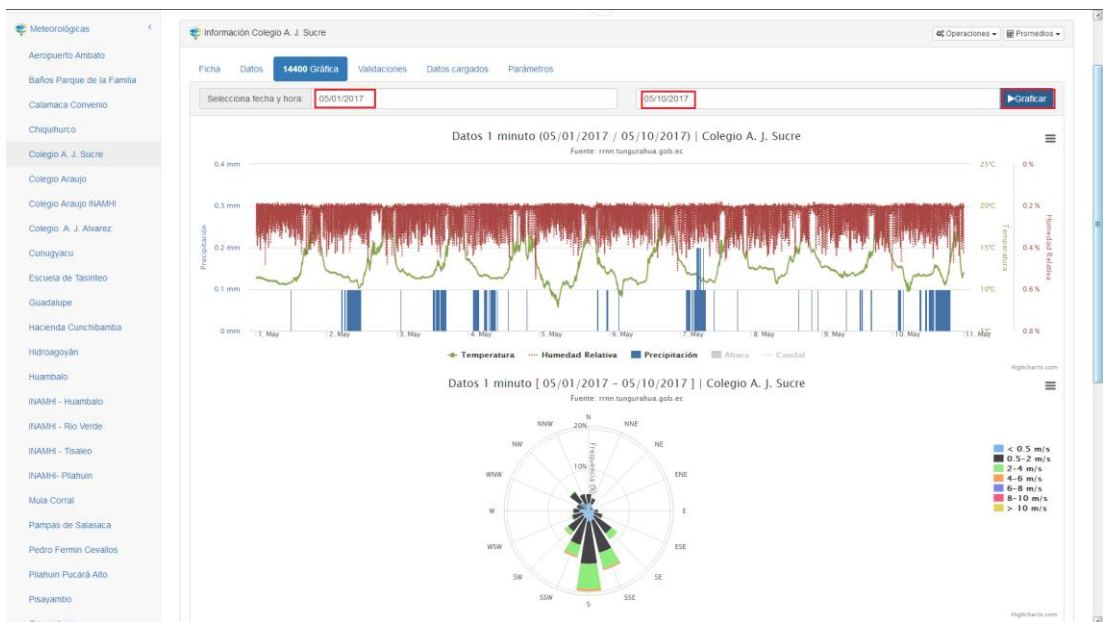 Meteorológicas
Aeropuerto Ambato
Baños Parque de la Familia
Calamaca Convenio
Chiquihurco
Colegio A. J. Sucre
Colegio Araujo
Colegio Araujo INAMHI
Colegio. A. J. Alvarez
Cunugyacu
Escuela de Tasinteo
Guadalupe
Hacienda Cunchibamba
Hidroagoyán
Huambalo
INAMHI - Huambalo
INAMHI - Rio Verde
INAMHI - Tisaleo
INAMHI- Pilahuin
Mula Corral
Pampas de Salasaca
Pedro Fermin Cevallos
Pilahuin Pucará Alto
Pisayambo
Información Colegio A. J. Sucre
Operaciones
Promedios
Ficha
Datos
14400 Gráfica
Validaciones
Datos cargados
Parámetros
Selecciona fecha y hora:
05/01/2017
05/10/2017
Graficar
Datos 1 minuto (05/01/2017 / 05/10/2017) | Colegio A. J. Sucre
Fuente: rrnn.tungurahua.gob.ec
Precipitación
0.4 mm
0.3 mm
0.2 mm
0.1 mm
0 mm
25°C
20°C
15°C
10°C
5°C
Temperatura
0 %
0.2 %
0.4 %
0.6 %
0.8 %
Humedad Relativa
1. May
2. May
3. May
4. May
5. May
6. May
7. May
8. May
9. May
10. May
11. May
Temperatura
Humedad Relativa
Precipitación
Altura
Caudal
Highcharts.com
Datos 1 minuto [ 05/01/2017 - 05/10/2017 ] | Colegio A. J. Sucre
Fuente: rrnn.tungurahua.gob.ec
N
NNE
NE
ENE
E
ESE
SE
SSE
S
SSW
SW
WSW
W
WNW
NW
NNW
20%
10%
< 0.5 m/s
0.5-2 m/s
2-4 m/s
4-6 m/s
6-8 m/s
8-10 m/s
> 10 m/s
Highcharts.com